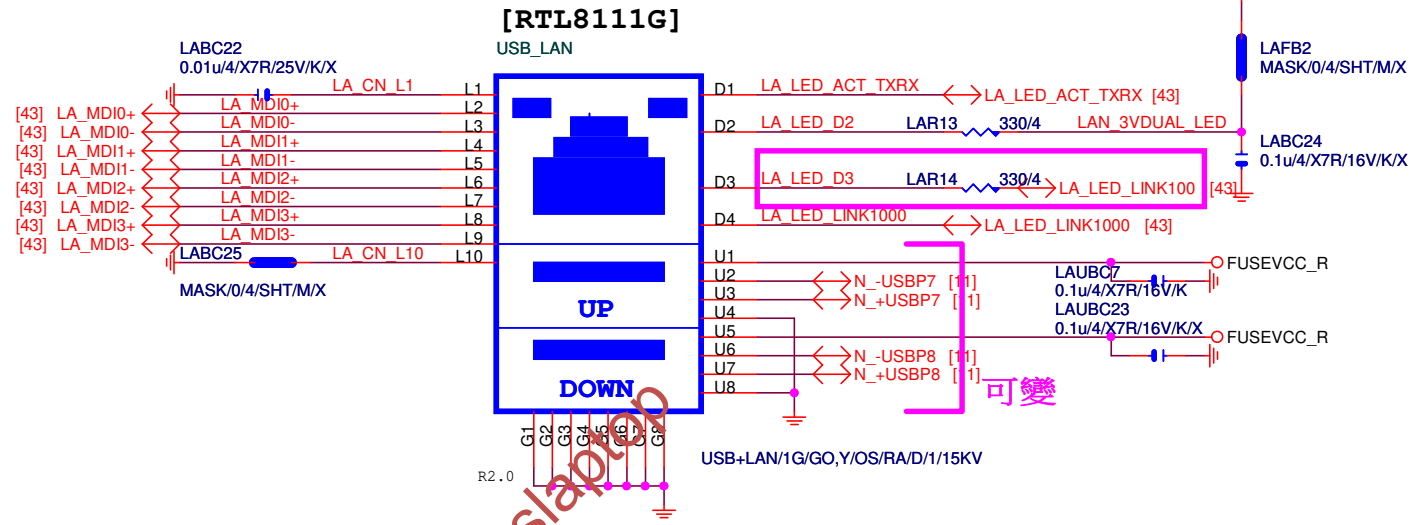 [RTL8111G]
USB_LAN
LABC22
0.01u/4/X7R/25V/K/X
LA_CN_L1 L1
[43] LA_MDI0+ LA_MDI0+ L2
[43] LA_MDI0- LA_MDI0- L3
[43] LA_MDI1+ LA_MDI1+ L4
[43] LA_MDI1- LA_MDI1- L5
[43] LA_MDI2+ LA_MDI2+ L6
[43] LA_MDI2- LA_MDI2- L7
[43] LA_MDI3+ LA_MDI3+ L8
[43] LA_MDI3- LA_MDI3- L9
LABC25 LA_CN_L10 L10
MASK/0/4/SHT/M/X
UP
DOWN
D1 LA_LED_ACT_TXRX LA_LED_ACT_TXRX [43]
D2 LA_LED_D2 LAR13 330/4 LAN_3VDUAL_LED
D3 LA_LED_D3 LAR14 330/4 LA_LED_LINK100 [43]
D4 LA_LED_LINK1000 LA_LED_LINK1000 [43]
LAFB2
MASK/0/4/SHT/M/X
LABC24
0.1u/4/X7R/16V/K/X
U1 FUSEVCC_R
U2 N_-USBP7 [11]
U3 N_+USBP7 [11]
U4
U5 FUSEVCC_R
U6 N_-USBP8 [11]
U7 N_+USBP8 [11]
U8
LAUBC7
0.1u/4/X7R/16V/K
LAUBC23
0.1u/4/X7R/16V/K/X
可變
G1 G2 G3 G4 G5 G6 G7 G8
USB+LAN/1G/GO,Y/OS/RA/D/1/15KV
R2.0
slaptop